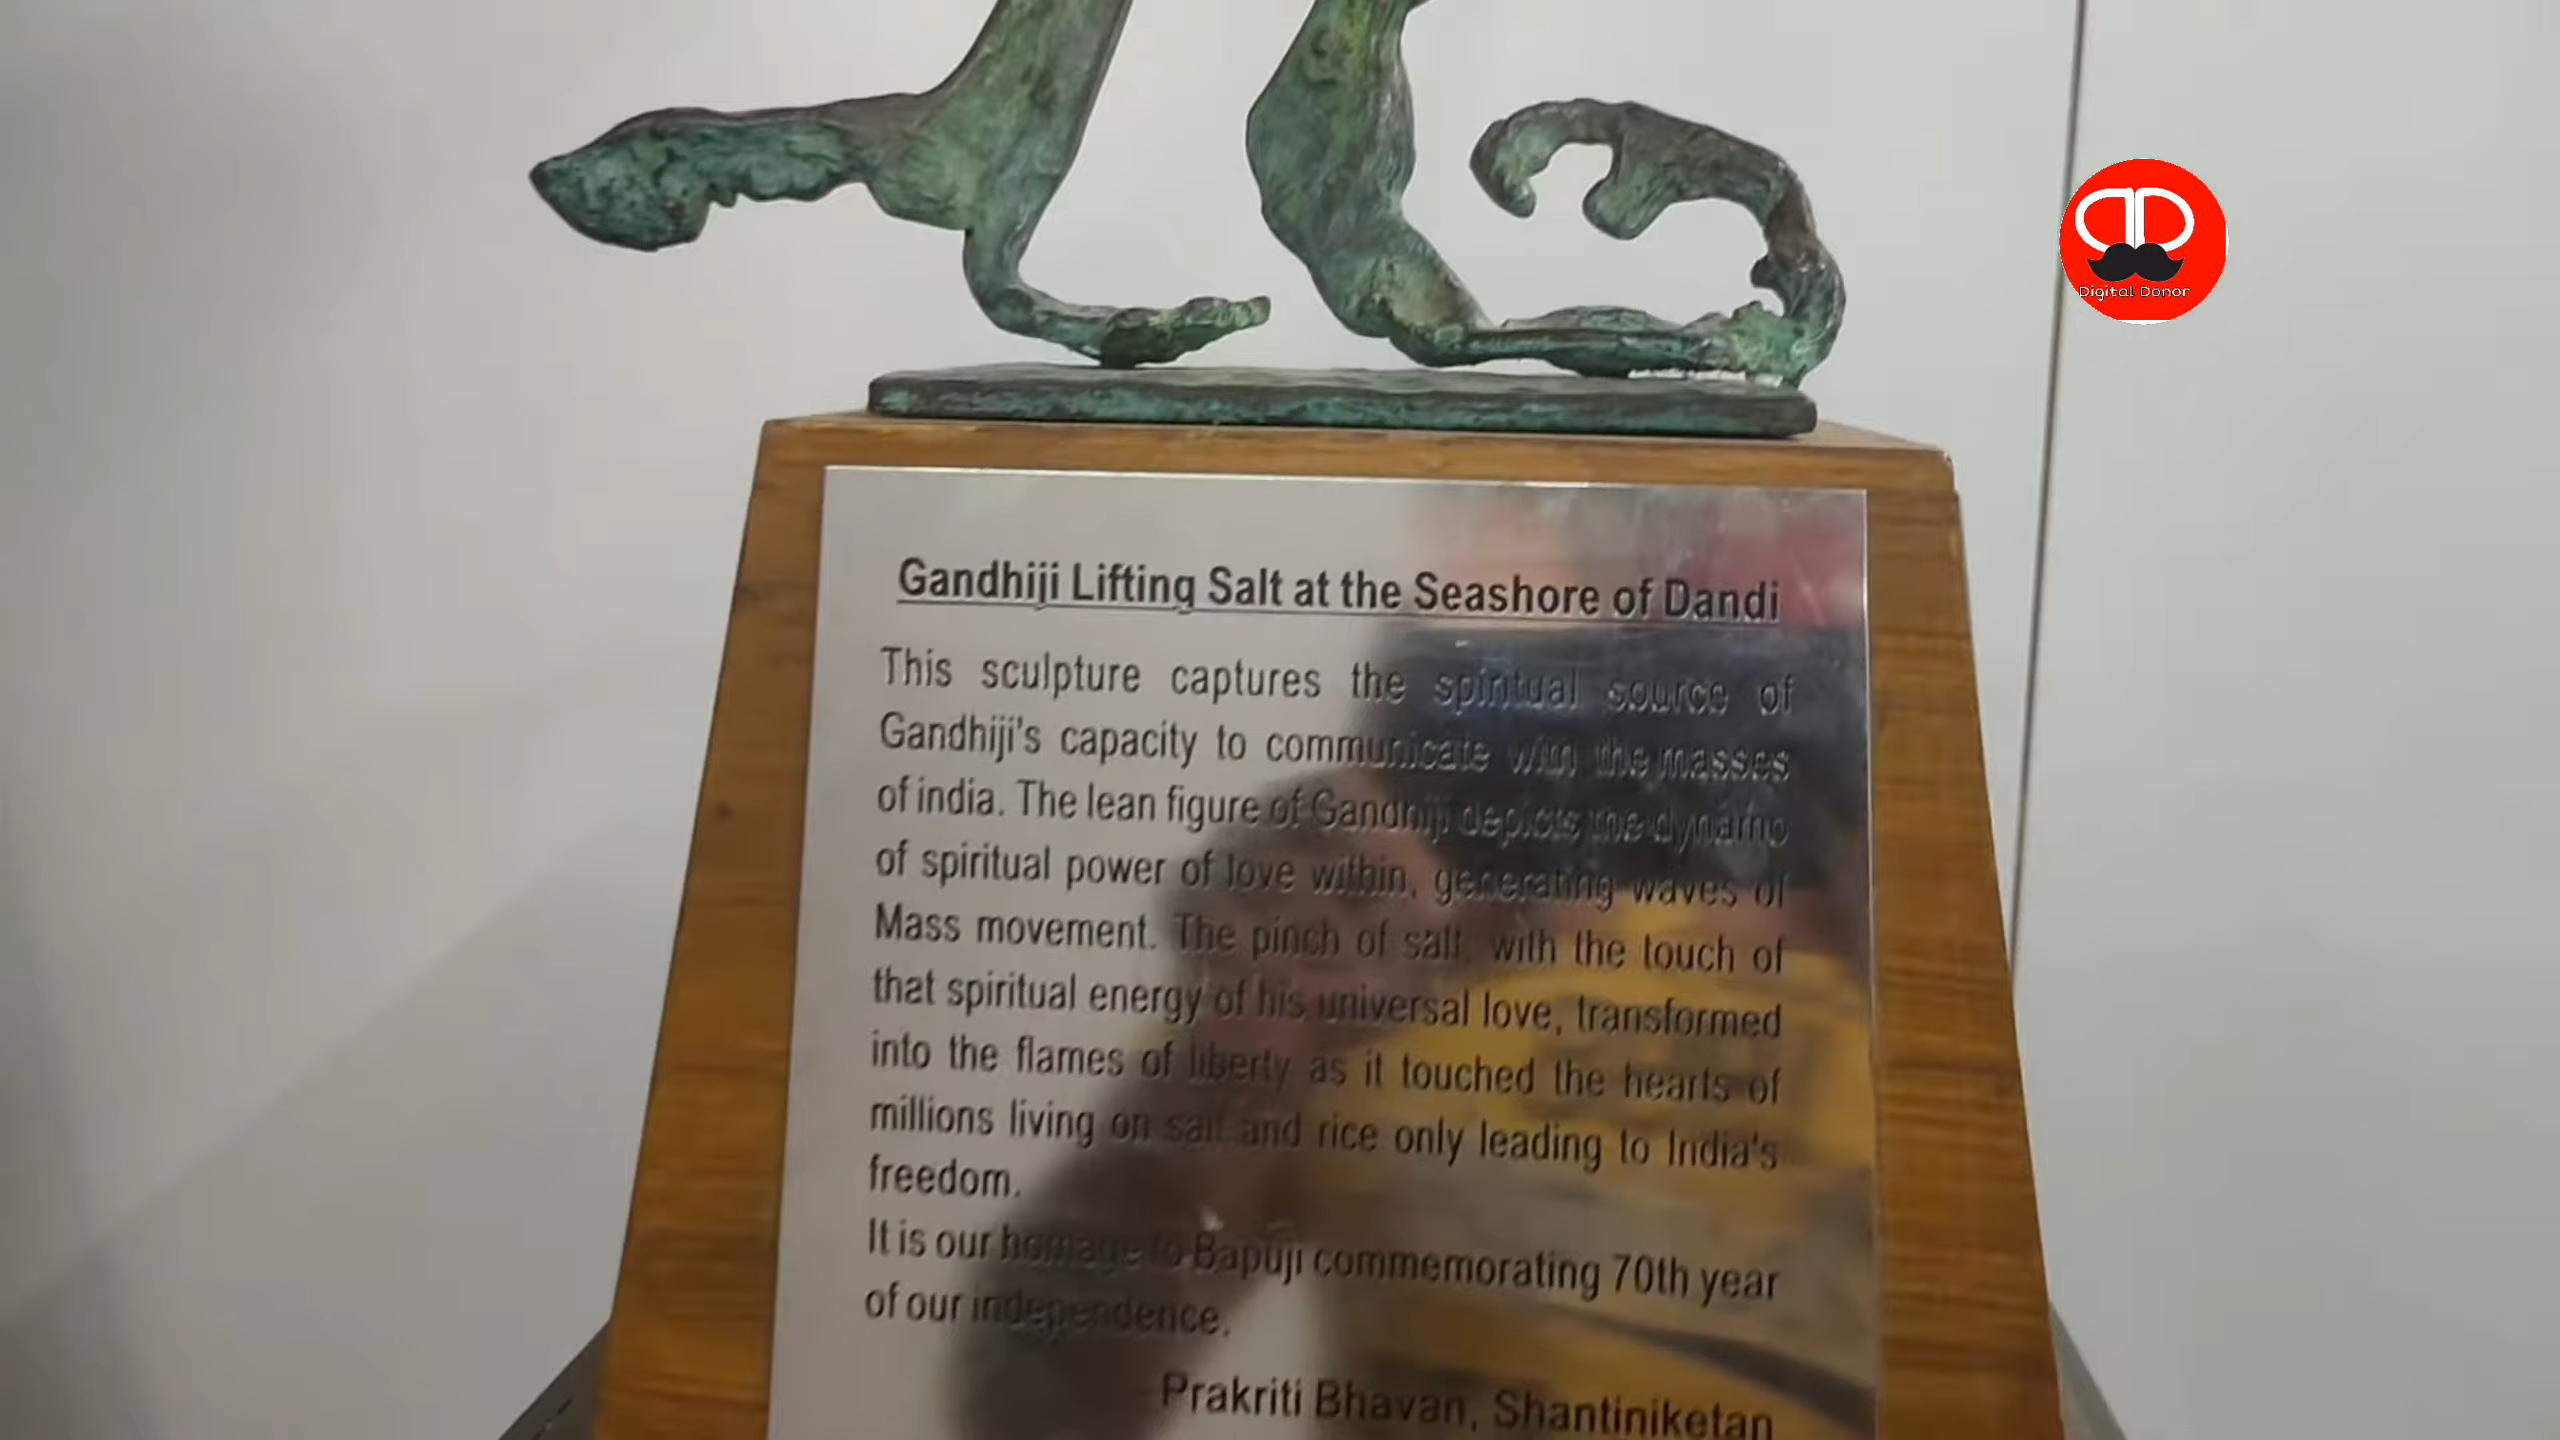 Digital Donor
Gandhiji Lifting Salt at the Seashore of Dandi
This sculpture captures the spiritual source of
Gandhiji's capacity to communicate with the masses
of india. The lean figure of Gandhiji depicts the dynamo
of spiritual power of love within, generating waves of
Mass movement. The pinch of salt, with the touch of
that spiritual energy of his universal love, transformed
into the flames of liberty as it touched the hearts of
millions living on salt and rice only leading to India's
freedom.
It is our homage to Bapuji commemorating 70th year
of our independence.
Prakriti Bhavan, Shantiniketan